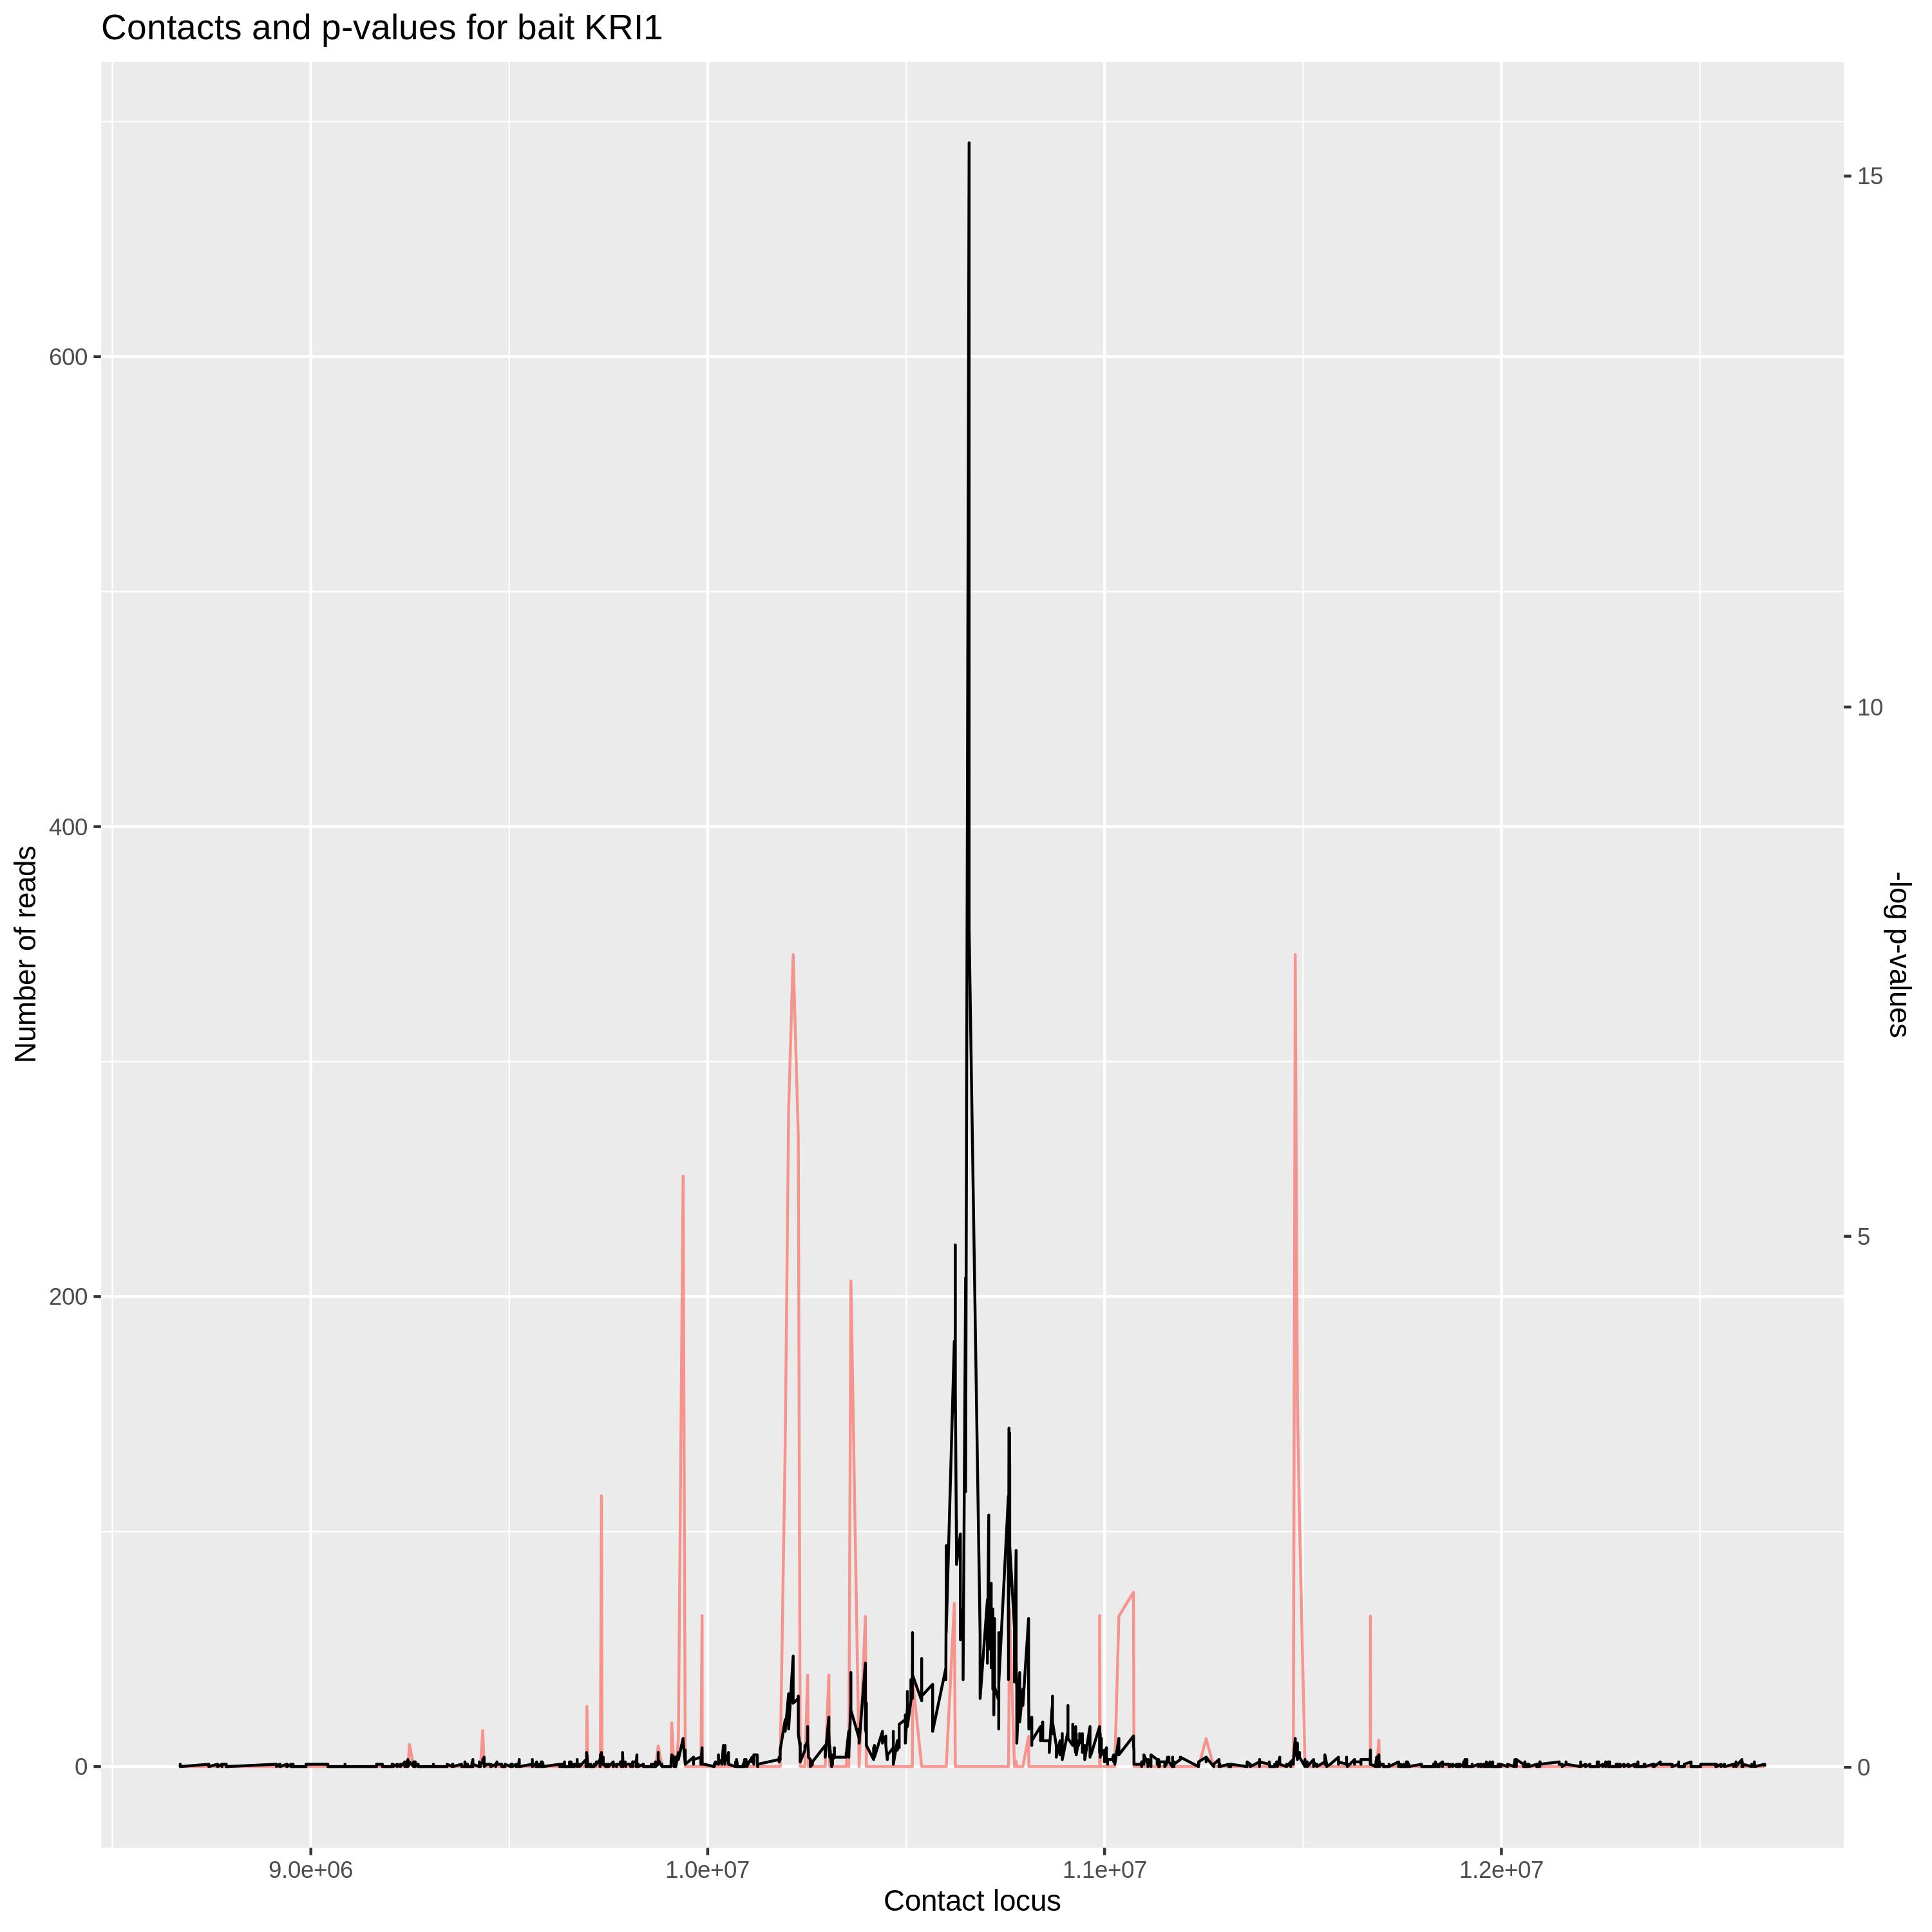 Contacts and p-values for bait KRI1
Number of reads
600
400
200
0
15
10
5
0
-log p-values
9.0e+06
1.0e+07
1.1e+07
1.2e+07
Contact locus